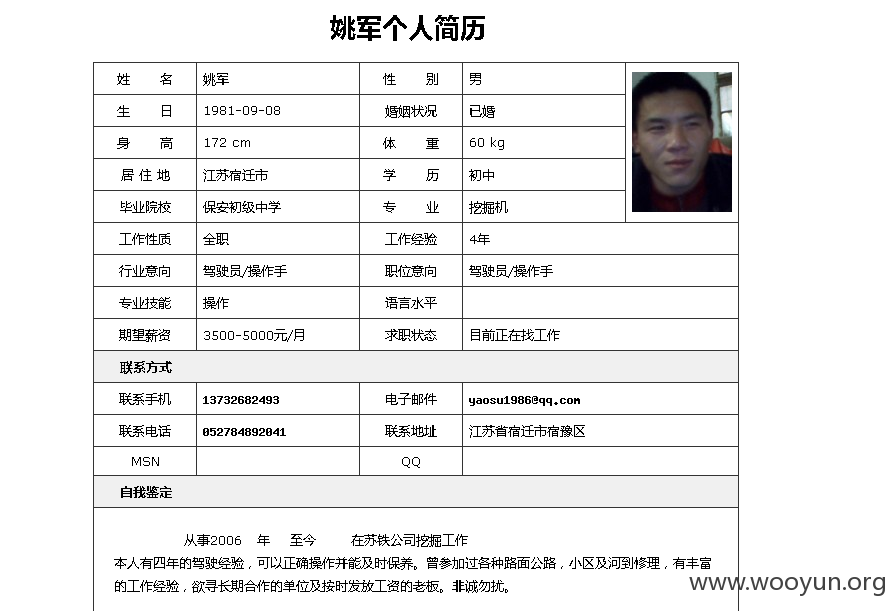 姚军个人简历
姓 名 姚军 性 别 男
生 日 1981-09-08 婚姻状况 已婚
身 高 172 cm 体 重 60 kg
居 住 地 江苏宿迁市 学 历 初中
毕业院校 保安初级中学 专 业 挖掘机
工作性质 全职 工作经验 4年
行业意向 驾驶员/操作手 职位意向 驾驶员/操作手
专业技能 操作 语言水平
期望薪资 3500-5000元/月 求职状态 目前正在找工作
联系方式
联系手机 13732682493 电子邮件 yaosu1986@qq.com
联系电话 052784892041 联系地址 江苏省宿迁市宿豫区
MSN QQ
自我鉴定
从事2006 年 至今 在苏铁公司挖掘工作
本人有四年的驾驶经验，可以正确操作并能及时保养。曾参加过各种路面公路，小区及河到修理，有丰富
的工作经验，欲寻长期合作的单位及按时发放工资的老板。非诚勿扰。
www.wooyun.org